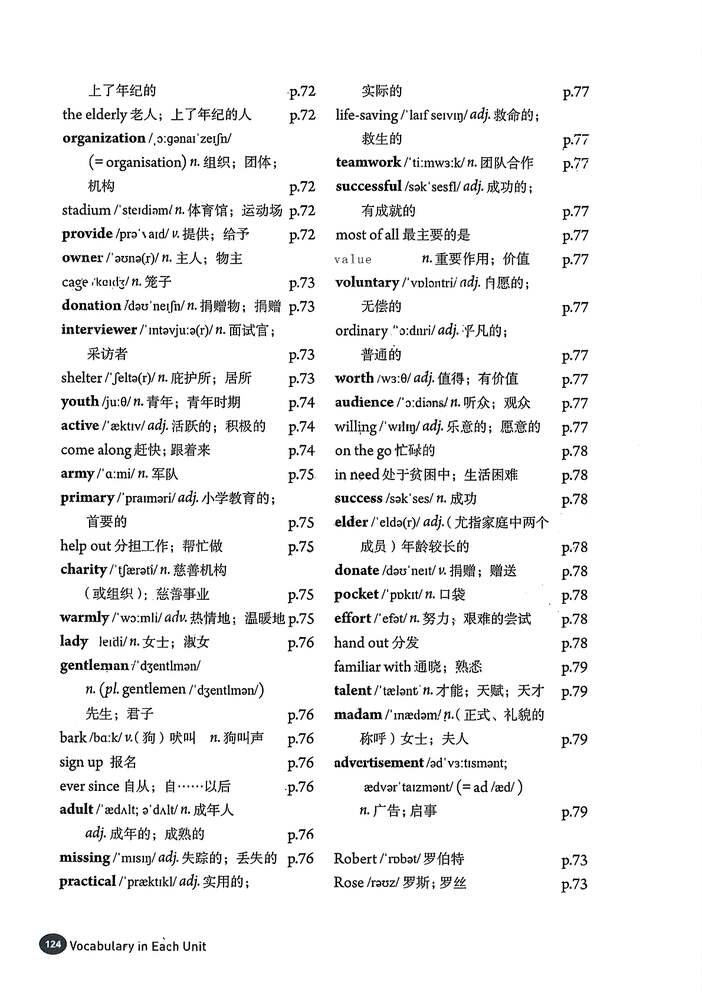 上了年纪的 p.72
the elderly 老人；上了年纪的人 p.72
organization /ˌɔːɡənaɪˈzeɪʃn/
(= organisation) n. 组织；团体；
机构 p.72
stadium /ˈsteɪdiəm/ n. 体育馆；运动场 p.72
provide /prəˈvaɪd/ v. 提供；给予 p.72
owner /ˈəʊnə(r)/ n. 主人；物主 p.72
cage /keɪdʒ/ n. 笼子 p.73
donation /dəʊˈneɪʃn/ n. 捐赠物；捐赠 p.73
interviewer /ˈɪntəvjuːə(r)/ n. 面试官；
采访者 p.73
shelter /ˈʃeltə(r)/ n. 庇护所；居所 p.73
youth /juːθ/ n. 青年；青年时期 p.74
active /ˈæktɪv/ adj. 活跃的；积极的 p.74
come along 赶快；跟着来 p.74
army /ˈɑːmi/ n. 军队 p.75
primary /ˈpraɪməri/ adj. 小学教育的；
首要的 p.75
help out 分担工作；帮忙做 p.75
charity /ˈtʃærəti/ n. 慈善机构
（或组织）；慈善事业 p.75
warmly /ˈwɔːmli/ adv. 热情地；温暖地 p.75
lady leɪdi/ n. 女士；淑女 p.76
gentleman /ˈdʒentlmən/
n. (pl. gentlemen /ˈdʒentlmən/)
先生；君子 p.76
bark /bɑːk/ v.（狗）吠叫 n. 狗叫声 p.76
sign up 报名 p.76
ever since 自从；自……以后 p.76
adult /ˈædʌlt; əˈdʌlt/ n. 成年人
adj. 成年的；成熟的 p.76
missing /ˈmɪsɪŋ/ adj. 失踪的；丢失的 p.76
practical /ˈpræktɪkl/ adj. 实用的；
实际的 p.77
life-saving /ˈlaɪf seɪvɪŋ/ adj. 救命的；
救生的 p.77
teamwork /ˈtiːmwɜːk/ n. 团队合作 p.77
successful /səkˈsesfl/ adj. 成功的；
有成就的 p.77
most of all 最主要的是 p.77
value n. 重要作用；价值 p.77
voluntary /ˈvɒləntri/ adj. 自愿的；
无偿的 p.77
ordinary /ˈɔːdnri/ adj. 平凡的；
普通的 p.77
worth /wɜːθ/ adj. 值得；有价值 p.77
audience /ˈɔːdiəns/ n. 听众；观众 p.77
willing /ˈwɪlɪŋ/ adj. 乐意的；愿意的 p.77
on the go 忙碌的 p.78
in need 处于贫困中；生活困难 p.78
success /səkˈses/ n. 成功 p.78
elder /ˈeldə(r)/ adj.（尤指家庭中两个
成员）年龄较长的 p.78
donate /dəʊˈneɪt/ v. 捐赠；赠送 p.78
pocket /ˈpɒkɪt/ n. 口袋 p.78
effort /ˈefət/ n. 努力；艰难的尝试 p.78
hand out 分发 p.78
familiar with 通晓；熟悉 p.79
talent /ˈtælənt n. 才能；天赋；天才 p.79
madam /ˈmædəm/ n.（正式、礼貌的
称呼）女士；夫人 p.79
advertisement /ədˈvɜːtɪsmənt;
ædvərˈtaɪzmənt/ (= ad /æd/ )
n. 广告；启事 p.79
Robert /ˈrɒbət/ 罗伯特 p.73
Rose /rəʊz/ 罗斯；罗丝 p.73
124 Vocabulary in Each Unit